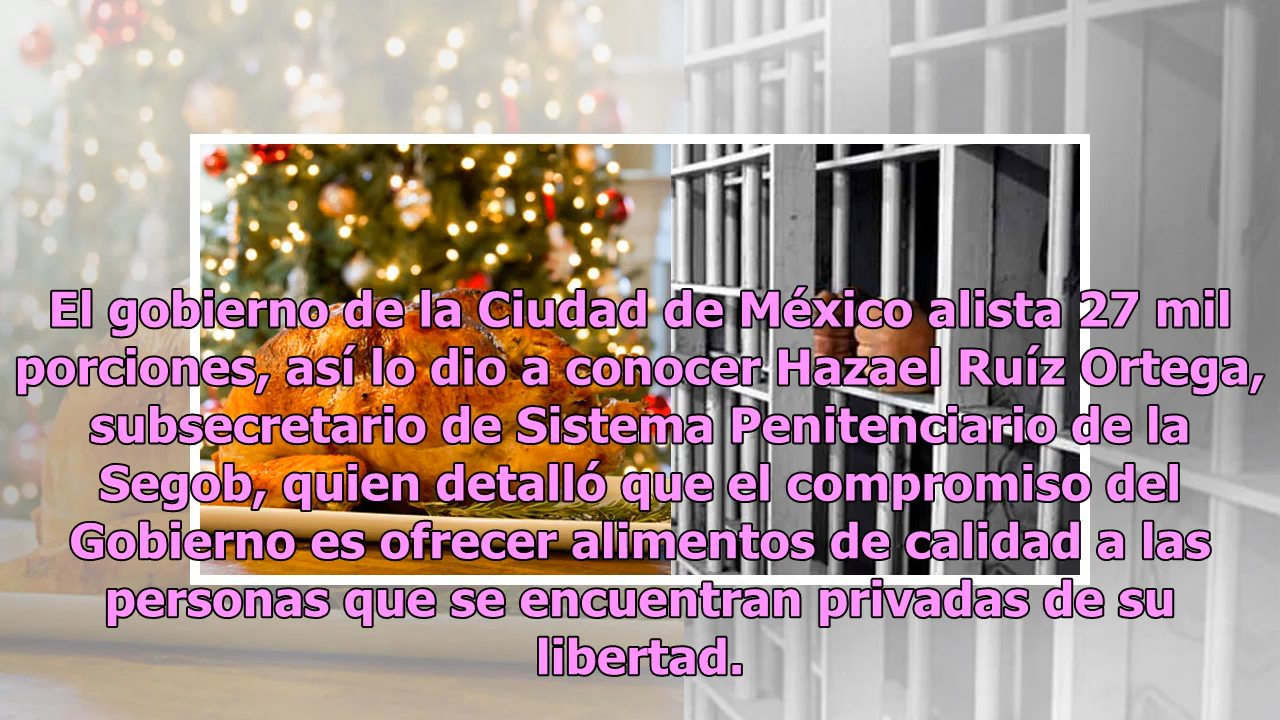 El gobierno de la Ciudad de México alista 27 mil
porciones, así lo dio a conocer Hazael Ruíz Ortega,
subsecretario de Sistema Penitenciario de la
Segob, quien detalló que el compromiso del
Gobierno es ofrecer alimentos de calidad a las
personas que se encuentran privadas de su
libertad.